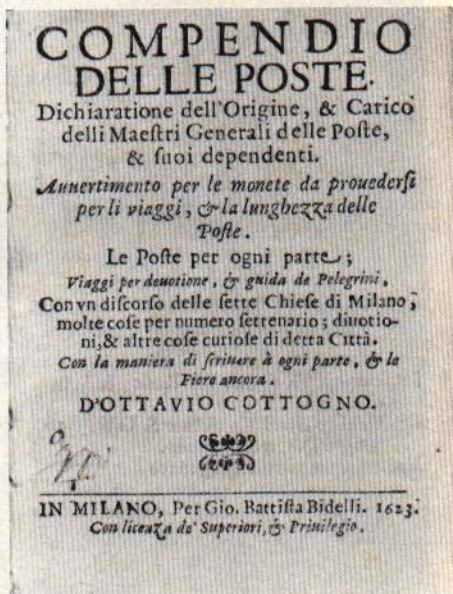 COMPENDIO
DELLE POSTE.
Dichiaratione dell'Origine, & Carico
delli Maeſtri Generali delle Poſte,
& ſuoi dependenti.
Auuertimento per le monete da prouederſi
per li viaggi, & la lunghezza delle
Poſte.
Le Poſte per ogni parte;
Viaggi per deuotione, & guida de Pelegrini,
Con vn diſcorſo delle ſette Chieſe di Milano;
molte coſe per numero ſettenario; diuotio-
ni, & altre coſe curioſe di detta Città.
Con la maniera di ſcriuere à ogni parte, & le
Fiere ancora.
D'OTTAVIO COTTOGNO.
IN MILANO, Per Gio. Battiſta Bidelli. 1623.
Con licenza de' Superiori, & Priuilegio.